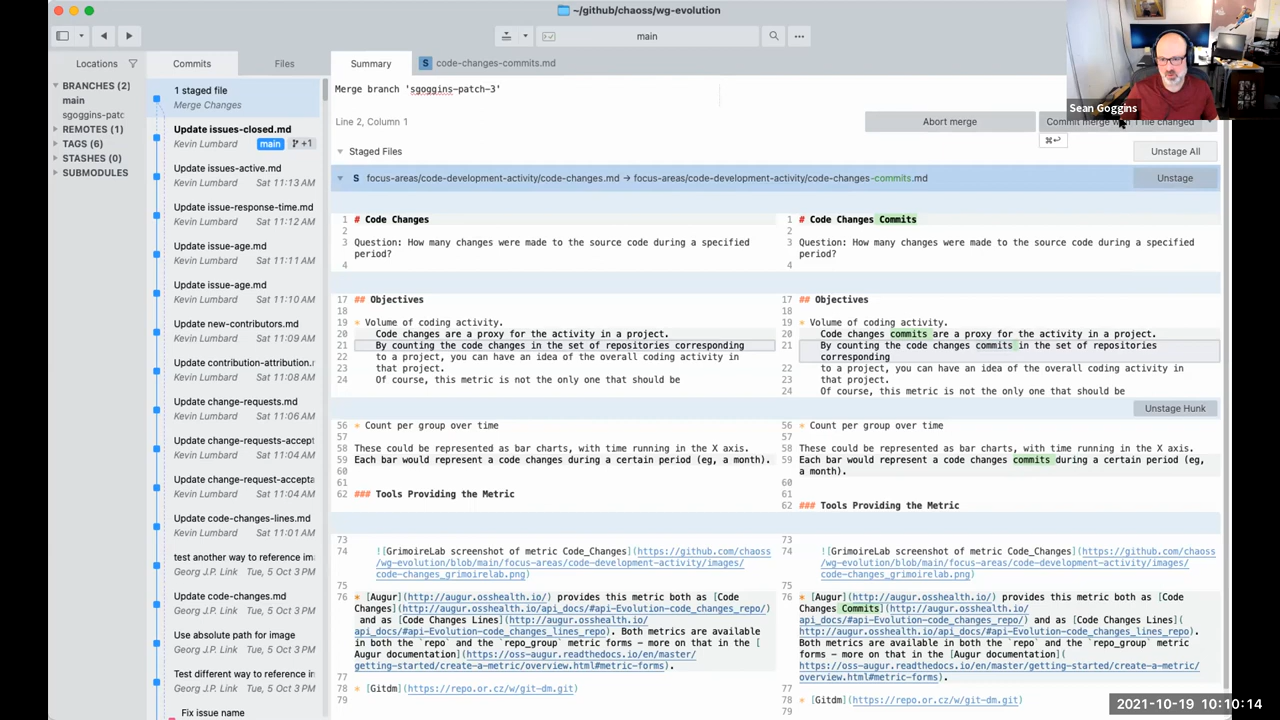 ~/github/chaoss/wg-evolution
main
Sean Goggins
Locations
Commits
Files
Summary
S code-changes-commits.md
BRANCHES (2)
main
sgoggins-patc
REMOTES (1)
TAGS (6)
STASHES (0)
SUBMODULES
1 staged file
Merge Changes
Update issues-closed.md
Kevin Lumbard main +1
Update issues-active.md
Kevin Lumbard Sat 11:13 AM
Update issue-response-time.md
Kevin Lumbard Sat 11:12 AM
Update issue-age.md
Kevin Lumbard Sat 11:11 AM
Update issue-age.md
Kevin Lumbard Sat 11:10 AM
Update new-contributors.md
Kevin Lumbard Sat 11:09 AM
Update contribution-attribution.r
Kevin Lumbard Sat 11:08 AM
Update change-requests.md
Kevin Lumbard Sat 11:06 AM
Update change-requests-accept
Kevin Lumbard Sat 11:04 AM
Update change-request-accepta
Kevin Lumbard Sat 11:04 AM
Update code-changes-lines.md
Kevin Lumbard Sat 11:01 AM
test another way to reference im
Georg J.P. Link Tue, 5 Oct 3 PM
Update code-changes.md
Georg J.P. Link Tue, 5 Oct 3 PM
Use absolute path for image
Georg J.P. Link Tue, 5 Oct 3 PM
Test different way to reference in
Georg J.P. Link Tue, 5 Oct 3 PM
Fix issue name
Merge branch 'sgoggins-patch-3'
Line 2, Column 1
Abort merge
Commit merge with 1 file changed
⌘↩
Staged Files
Unstage All
S focus-areas/code-development-activity/code-changes.md → focus-areas/code-development-activity/code-changes-commits.md
Unstage
1 # Code Changes
2
3 Question: How many changes were made to the source code during a specified
period?
4
17 ## Objectives
18
19 * Volume of coding activity.
20 Code changes are a proxy for the activity in a project.
21 By counting the code changes in the set of repositories corresponding
22 to a project, you can have an idea of the overall coding activity in
23 that project.
24 Of course, this metric is not the only one that should be
56 * Count per group over time
57
58 These could be represented as bar charts, with time running in the X axis.
59 Each bar would represent a code changes during a certain period (eg, a month).
60
61
62 ### Tools Providing the Metric
73
74 ![GrimoireLab screenshot of metric Code_Changes](https://github.com/chaoss
/wg-evolution/blob/main/focus-areas/code-development-activity/images/
code-changes_grimoirelab.png)
75
76 * [Augur](http://augur.osshealth.io/) provides this metric both as [Code
Changes](http://augur.osshealth.io/api_docs/#api-Evolution-code_changes_repo/)
and as [Code Changes Lines](http://augur.osshealth.io/
api_docs/#api-Evolution-code_changes_lines_repo). Both metrics are available
in both the `repo` and the `repo_group` metric forms - more on that in the
[Augur documentation](https://oss-augur.readthedocs.io/en/master/
getting-started/create-a-metric/overview.html#metric-forms).
77
78 * [Gitdm](https://repo.or.cz/w/git-dm.git)
79
1 # Code Changes Commits
2
3 Question: How many changes were made to the source code during a specified
period?
4
17 ## Objectives
18
19 * Volume of coding activity.
20 Code changes commits are a proxy for the activity in a project.
21 By counting the code changes commits in the set of repositories
corresponding
22 to a project, you can have an idea of the overall coding activity in
23 that project.
24 Of course, this metric is not the only one that should be
Unstage Hunk
56 * Count per group over time
57
58 These could be represented as bar charts, with time running in the X axis.
59 Each bar would represent a code changes commits during a certain period (eg,
a month).
60
61
62 ### Tools Providing the Metric
73
74 ![GrimoireLab screenshot of metric Code_Changes](https://github.com/chaoss
/wg-evolution/blob/main/focus-areas/code-development-activity/images/
code-changes_grimoirelab.png)
75
76 * [Augur](http://augur.osshealth.io/) provides this metric both as [Code
Changes Commits](http://augur.osshealth.io/
api_docs/#api-Evolution-code_changes_repo/) and as [Code Changes Lines](
http://augur.osshealth.io/api_docs/#api-Evolution-code_changes_lines_repo).
Both metrics are available in both the `repo` and the `repo_group` metric
forms - more on that in the [Augur documentation](
https://oss-augur.readthedocs.io/en/master/getting-started/create-a-metric/
overview.html#metric-forms).
77
78 * [Gitdm](https://repo.or.cz/w/git-dm.git)
79
2021-10-19 10:10:14